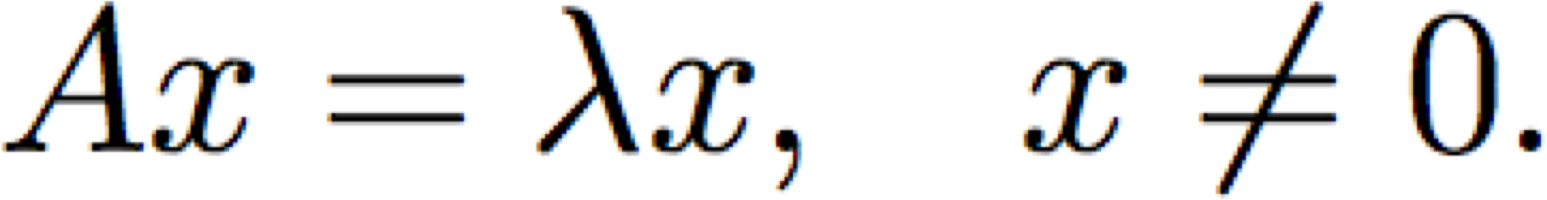 Ax = λx, x ≠ 0.